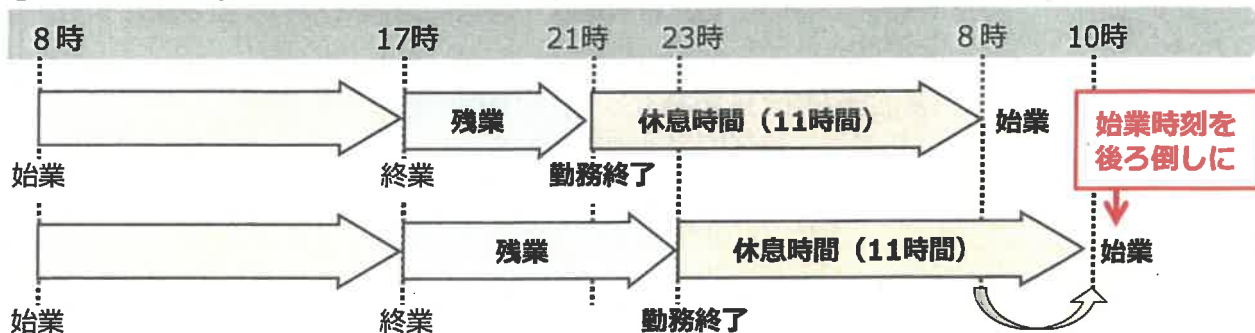 8時 17時 21時 23時 8時 10時
残業 休息時間（11時間） 始業
始業時刻を
後ろ倒しに
始業 終業 勤務終了
残業 休息時間（11時間） 始業
始業 終業 勤務終了